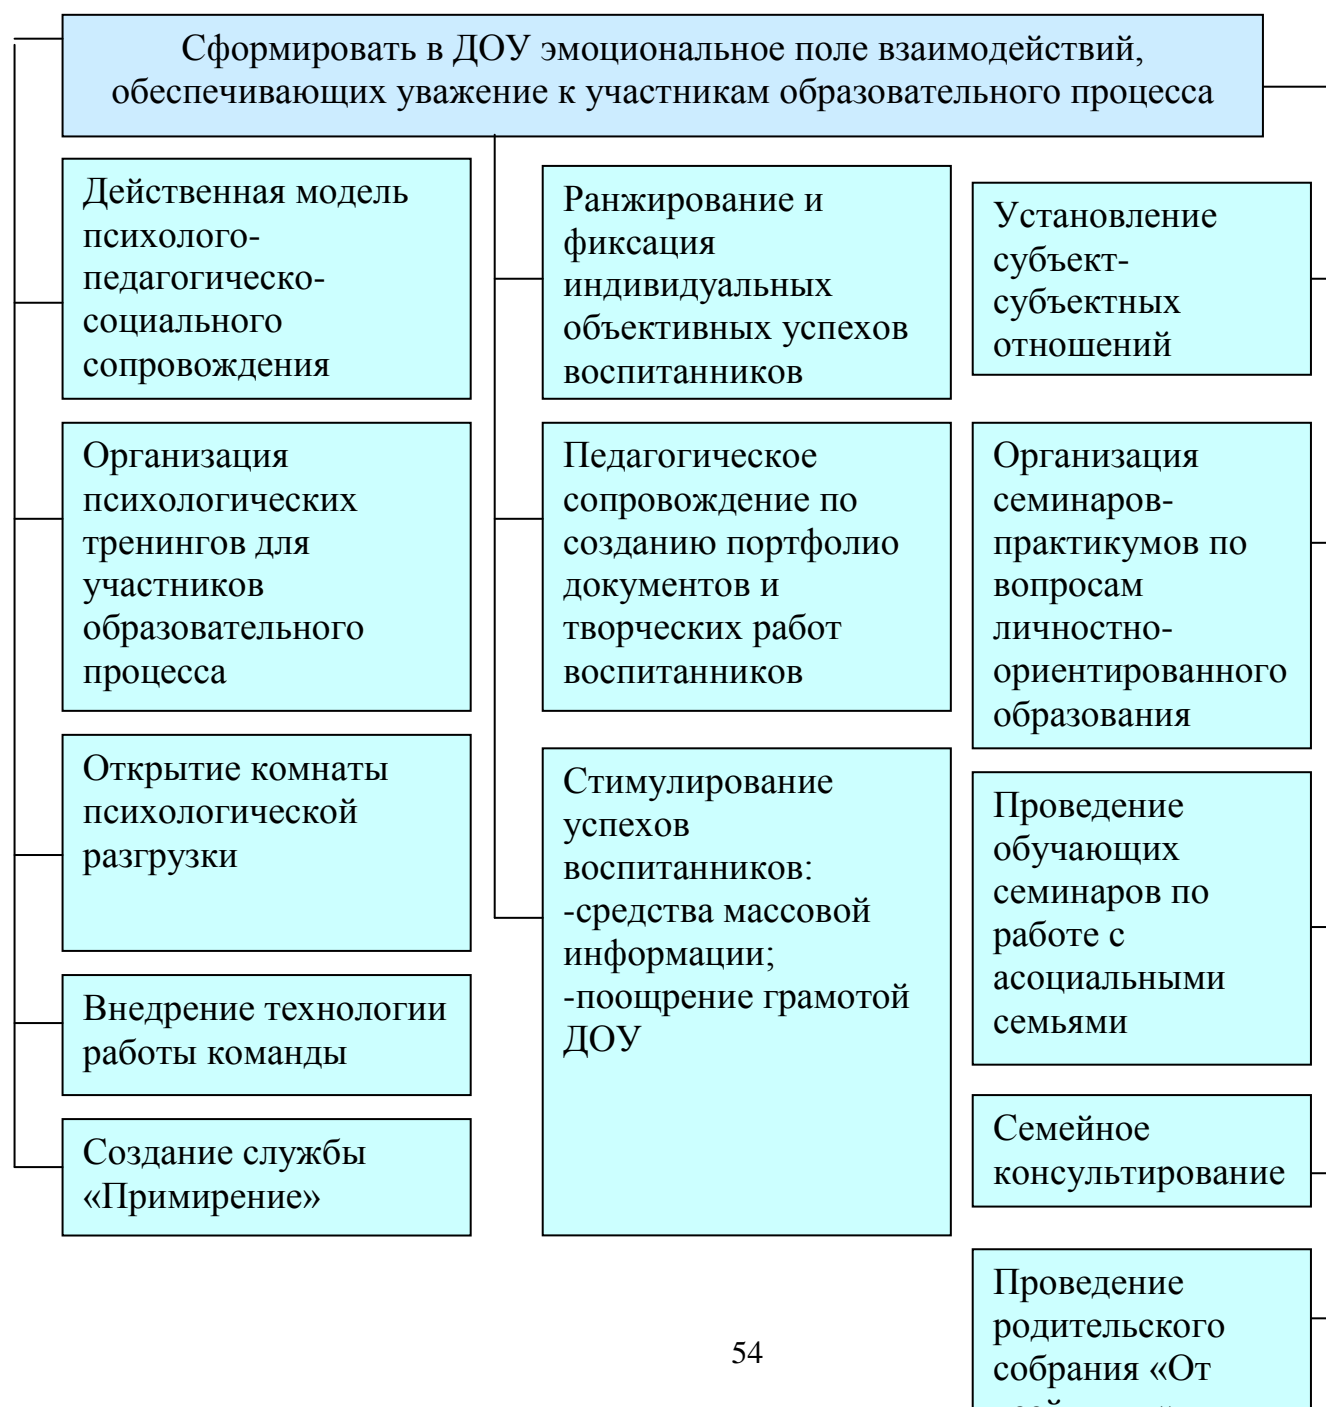 Сформировать в ДОУ эмоциональное поле взаимодействий,
обеспечивающих уважение к участникам образовательного процесса
Действенная модель
психолого-
педагогическо-
социального
сопровождения
Организация
психологических
тренингов для
участников
образовательного
процесса
Открытие комнаты
психологической
разгрузки
Внедрение технологии
работы команды
Создание службы
«Примирение»
Ранжирование и
фиксация
индивидуальных
объективных успехов
воспитанников
Педагогическое
сопровождение по
созданию портфолио
документов и
творческих работ
воспитанников
Стимулирование
успехов
воспитанников:
-средства массовой
информации;
-поощрение грамотой
ДОУ
Установление
субъект-
субъектных
отношений
Организация
семинаров-
практикумов по
вопросам
личностно-
ориентированного
образования
Проведение
обучающих
семинаров по
работе с
асоциальными
семьями
Семейное
консультирование
Проведение
родительского
собрания «От
54